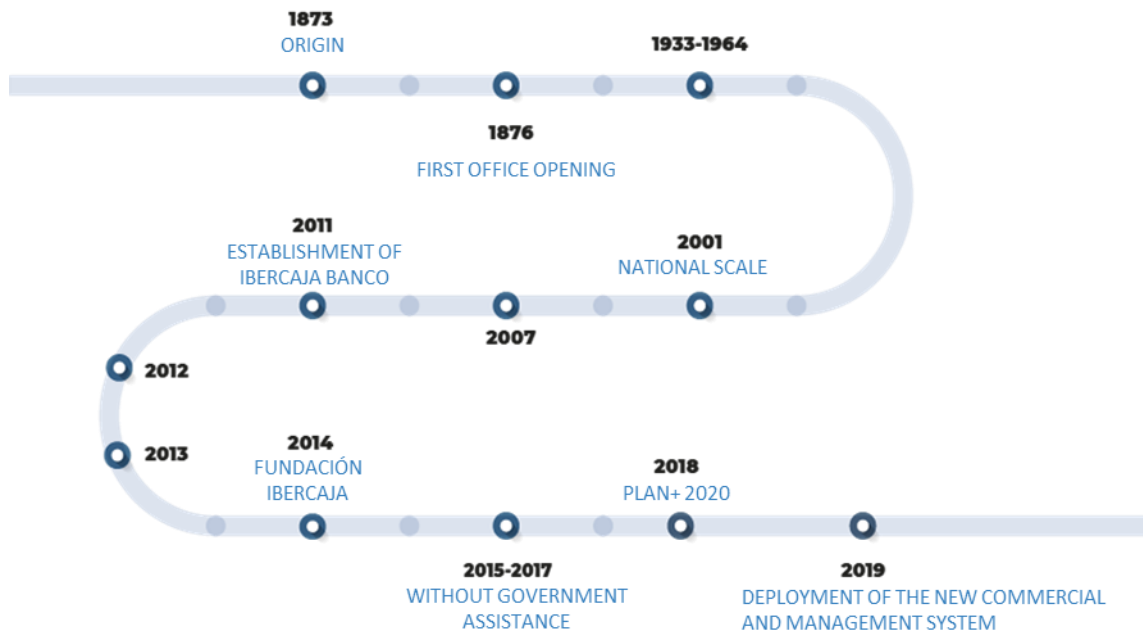 1873
ORIGIN
1876
FIRST OFFICE OPENING
1933-1964
2001
NATIONAL SCALE
2007
2011
ESTABLISHMENT OF
IBERCAJA BANCO
2012
2013
2014
FUNDACIÓN
IBERCAJA
2015-2017
WITHOUT GOVERNMENT
ASSISTANCE
2018
PLAN+ 2020
2019
DEPLOYMENT OF THE NEW COMMERCIAL
AND MANAGEMENT SYSTEM